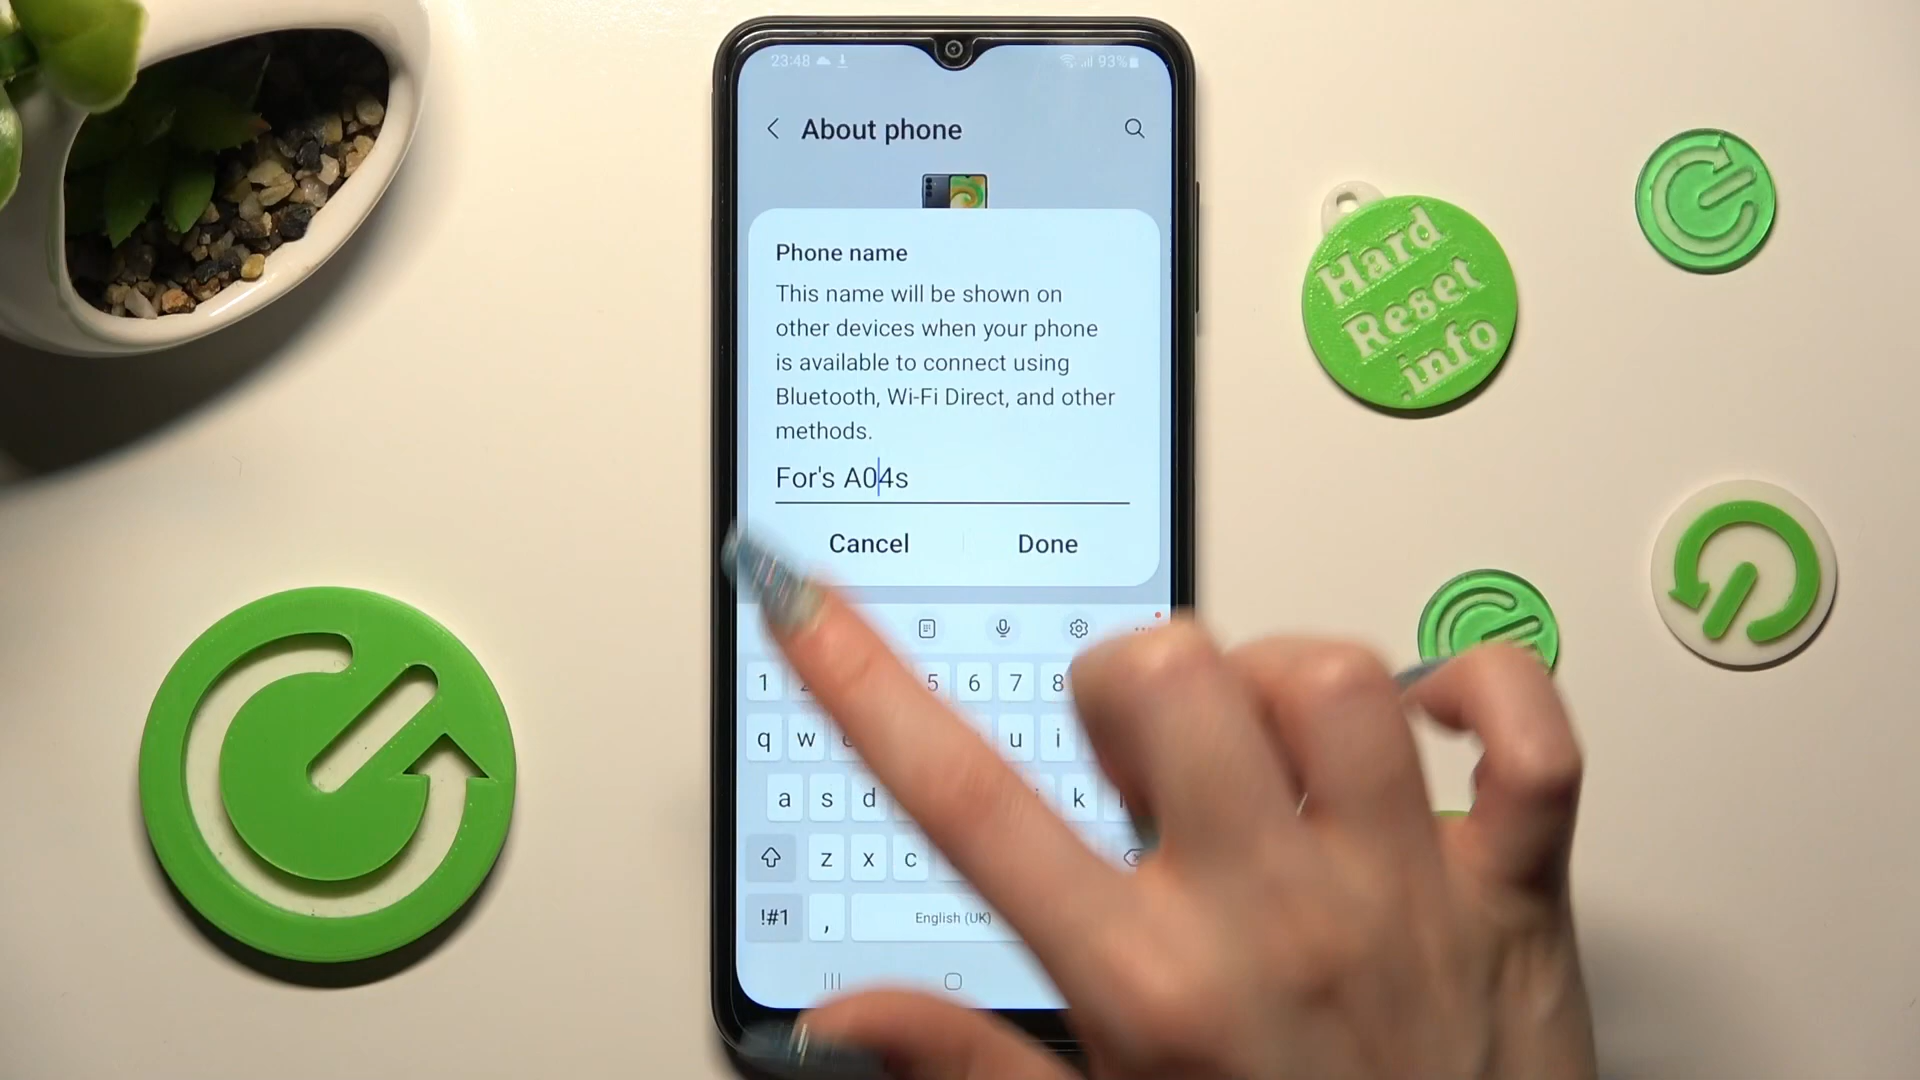 23:48
93%
About phone
Phone name
This name will be shown on
other devices when your phone
is available to connect using
Bluetooth, Wi-Fi Direct, and other
methods.
For's A04s
Cancel Done
1 5 6 7 8
q w u i
a s d k
z x c
!#1 , English (UK)
Hard
Reset
.info